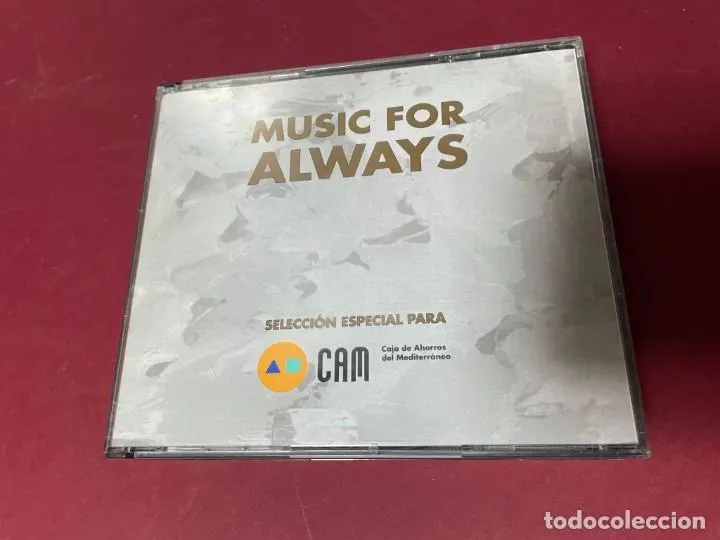 MUSIC FOR
ALWAYS
SELECCIÓN ESPECIAL PARA
CAM
Caja de Ahorros
del Mediterráneo
todocoleccion